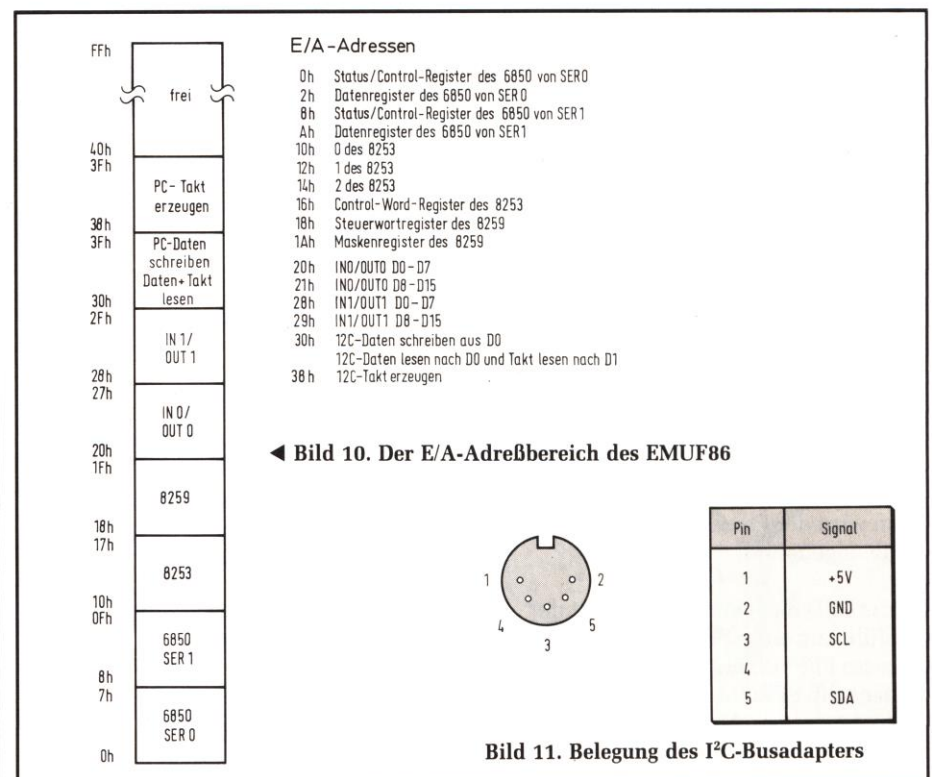 FFh
frei
40h
3Fh
PC- Takt
erzeugen
38h
3Fh
PC-Daten
schreiben
Daten+Takt
lesen
30h
2Fh
IN 1/
OUT 1
28h
27h
IN 0/
OUT 0
20h
1Fh
8259
18h
17h
8253
10h
0Fh
6850
SER 1
8h
7h
6850
SER 0
0h
E/A-Adressen
0h Status/Control-Register des 6850 von SER0
2h Datenregister des 6850 von SER0
8h Status/Control-Register des 6850 von SER1
Ah Datenregister des 6850 von SER1
10h 0 des 8253
12h 1 des 8253
14h 2 des 8253
16h Control-Word-Register des 8253
18h Steuerwortregister des 8259
1Ah Maskenregister des 8259
20h IN0/OUT0 D0-D7
21h IN0/OUT0 D8-D15
28h IN1/OUT1 D0-D7
29h IN1/OUT1 D8-D15
30h 12C-Daten schreiben aus D0
12C-Daten lesen nach D0 und Takt lesen nach D1
38h 12C-Takt erzeugen
◄ Bild 10. Der E/A-Adreßbereich des EMUF86
1 2
4 5
3
Pin Signal
1 +5V
2 GND
3 SCL
4
5 SDA
Bild 11. Belegung des I²C-Busadapters